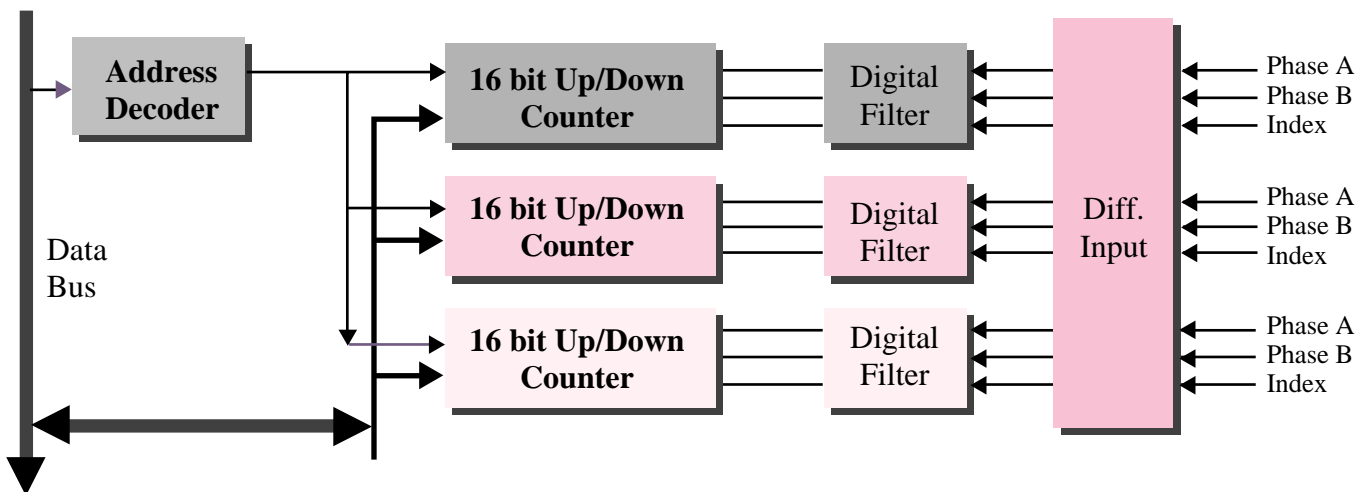 Address
Decoder
16 bit Up/Down
Counter
Digital
Filter
Phase A
Phase B
Index
Data
Bus
16 bit Up/Down
Counter
Digital
Filter
Diff.
Input
Phase A
Phase B
Index
16 bit Up/Down
Counter
Digital
Filter
Phase A
Phase B
Index